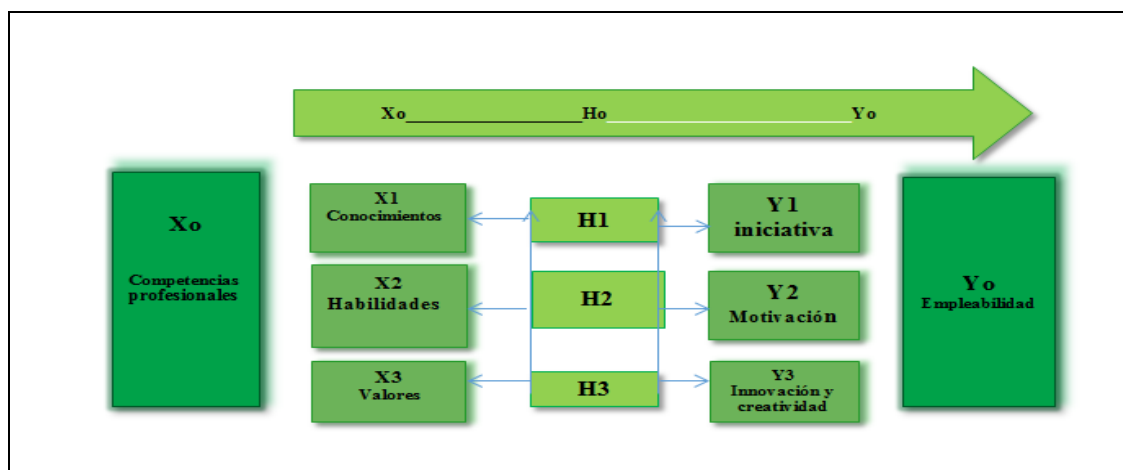 Xo____________________Ho______________________________Yo
Xo
Competencias
profesionales
X1
Conocimientos
H1
Y1
iniciativa
X2
Habilidades
H2
Y2
Motivación
X3
Valores
H3
Y3
Innovación y
creatividad
Yo
Empleabilidad